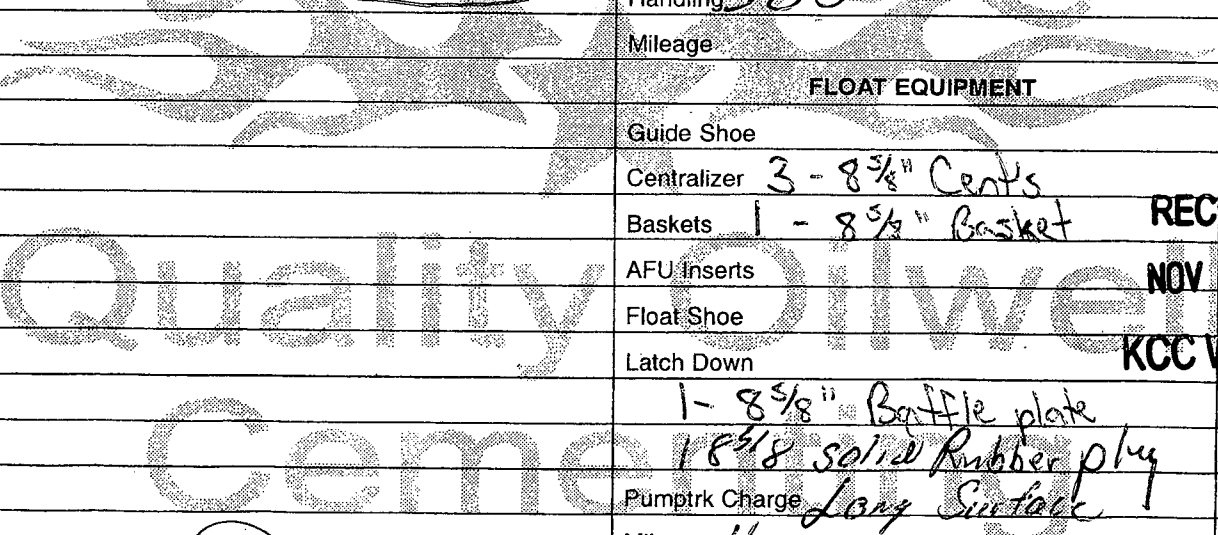 Handling
Mileage
FLOAT EQUIPMENT
Guide Shoe
Centralizer 3 - 8 5/8" Cent's
Baskets 1 - 8 5/8" Basket
REC
AFU Inserts
NOV
Float Shoe
Quality Oilwel
Latch Down
KCC W
1 - 8 5/8" Baffle plate
1 8 5/8 solid Rubber plug
Cementing
Pumptrk Charge Long Surface